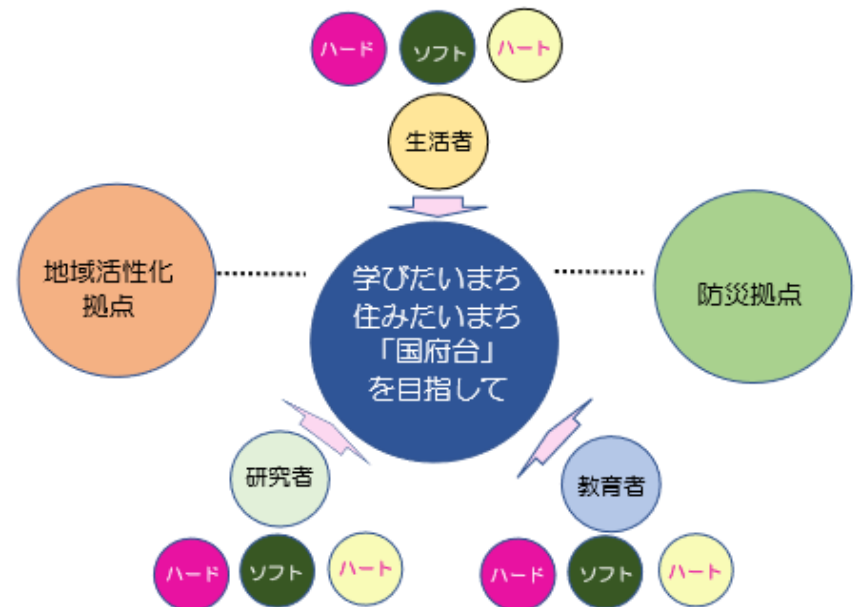 ハード
ソフト
ハート
生活者
地域活性化
拠点
学びだいまち
住みだいまち
「国府台」
を目指して
防災拠点
研究者
教育者
ハード
ソフト
ハート
ハード
ソフト
ハート